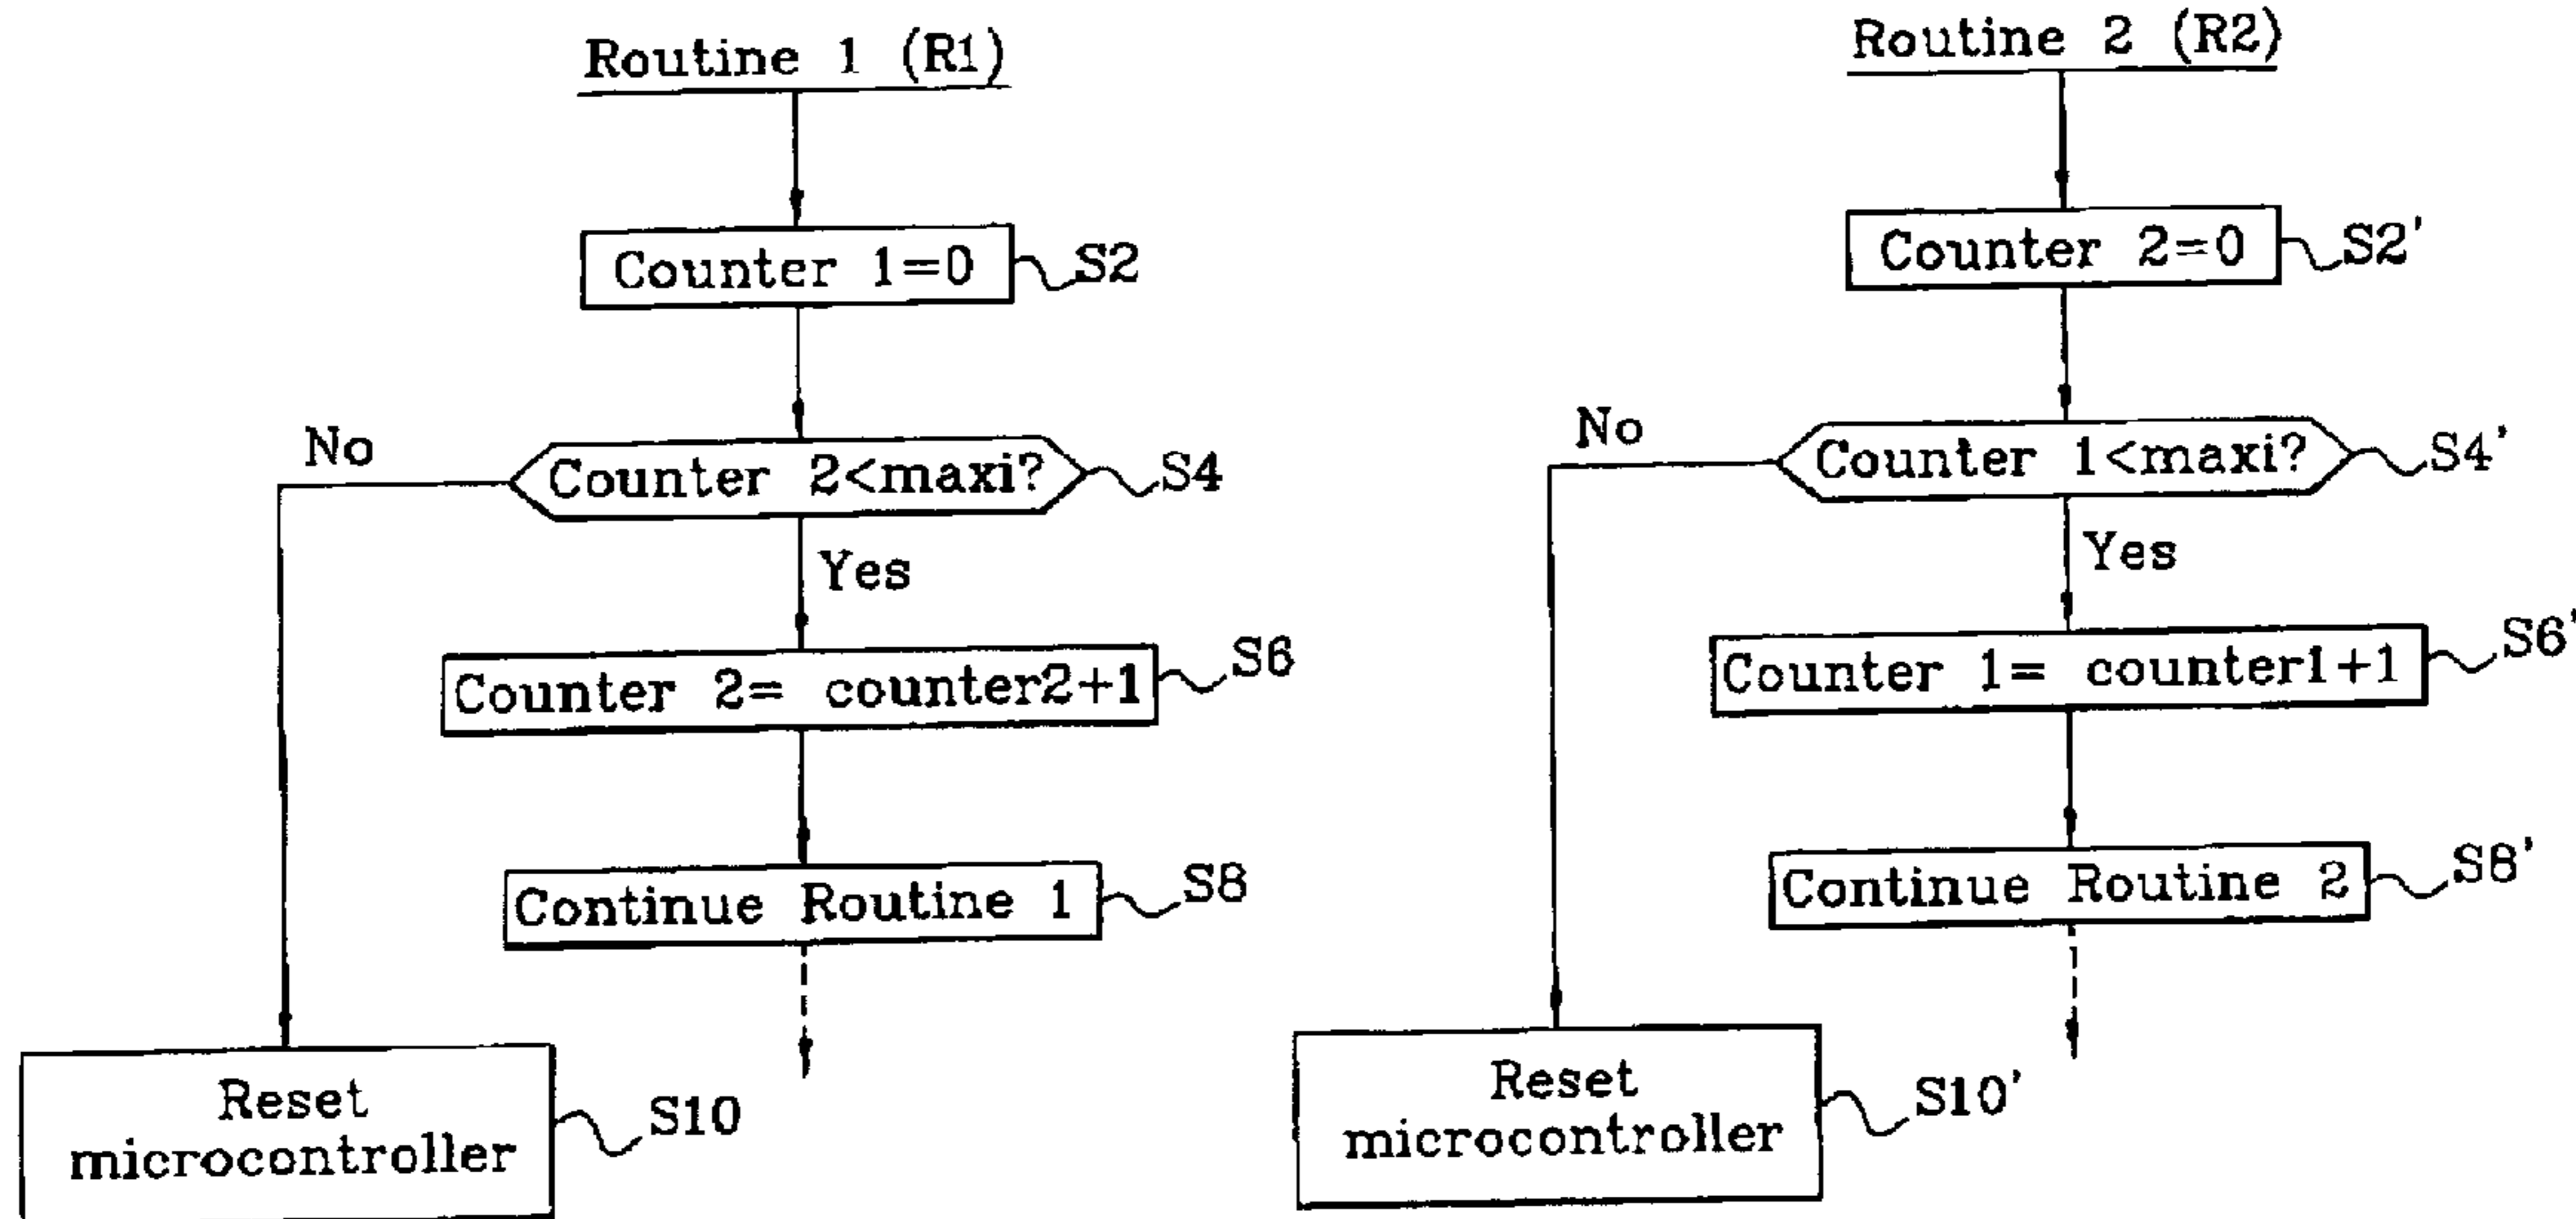 Routine 1 (R1)
Counter 1=0
S2
No
Counter 2<maxi?
S4
Yes
Counter 2= counter2+1
S6
Continue Routine 1
S8
Reset
microcontroller
S10
Routine 2 (R2)
Counter 2=0
S2'
No
Counter 1<maxi?
S4'
Yes
Counter 1= counter1+1
S6'
Continue Routine 2
S8'
Reset
microcontroller
S10'